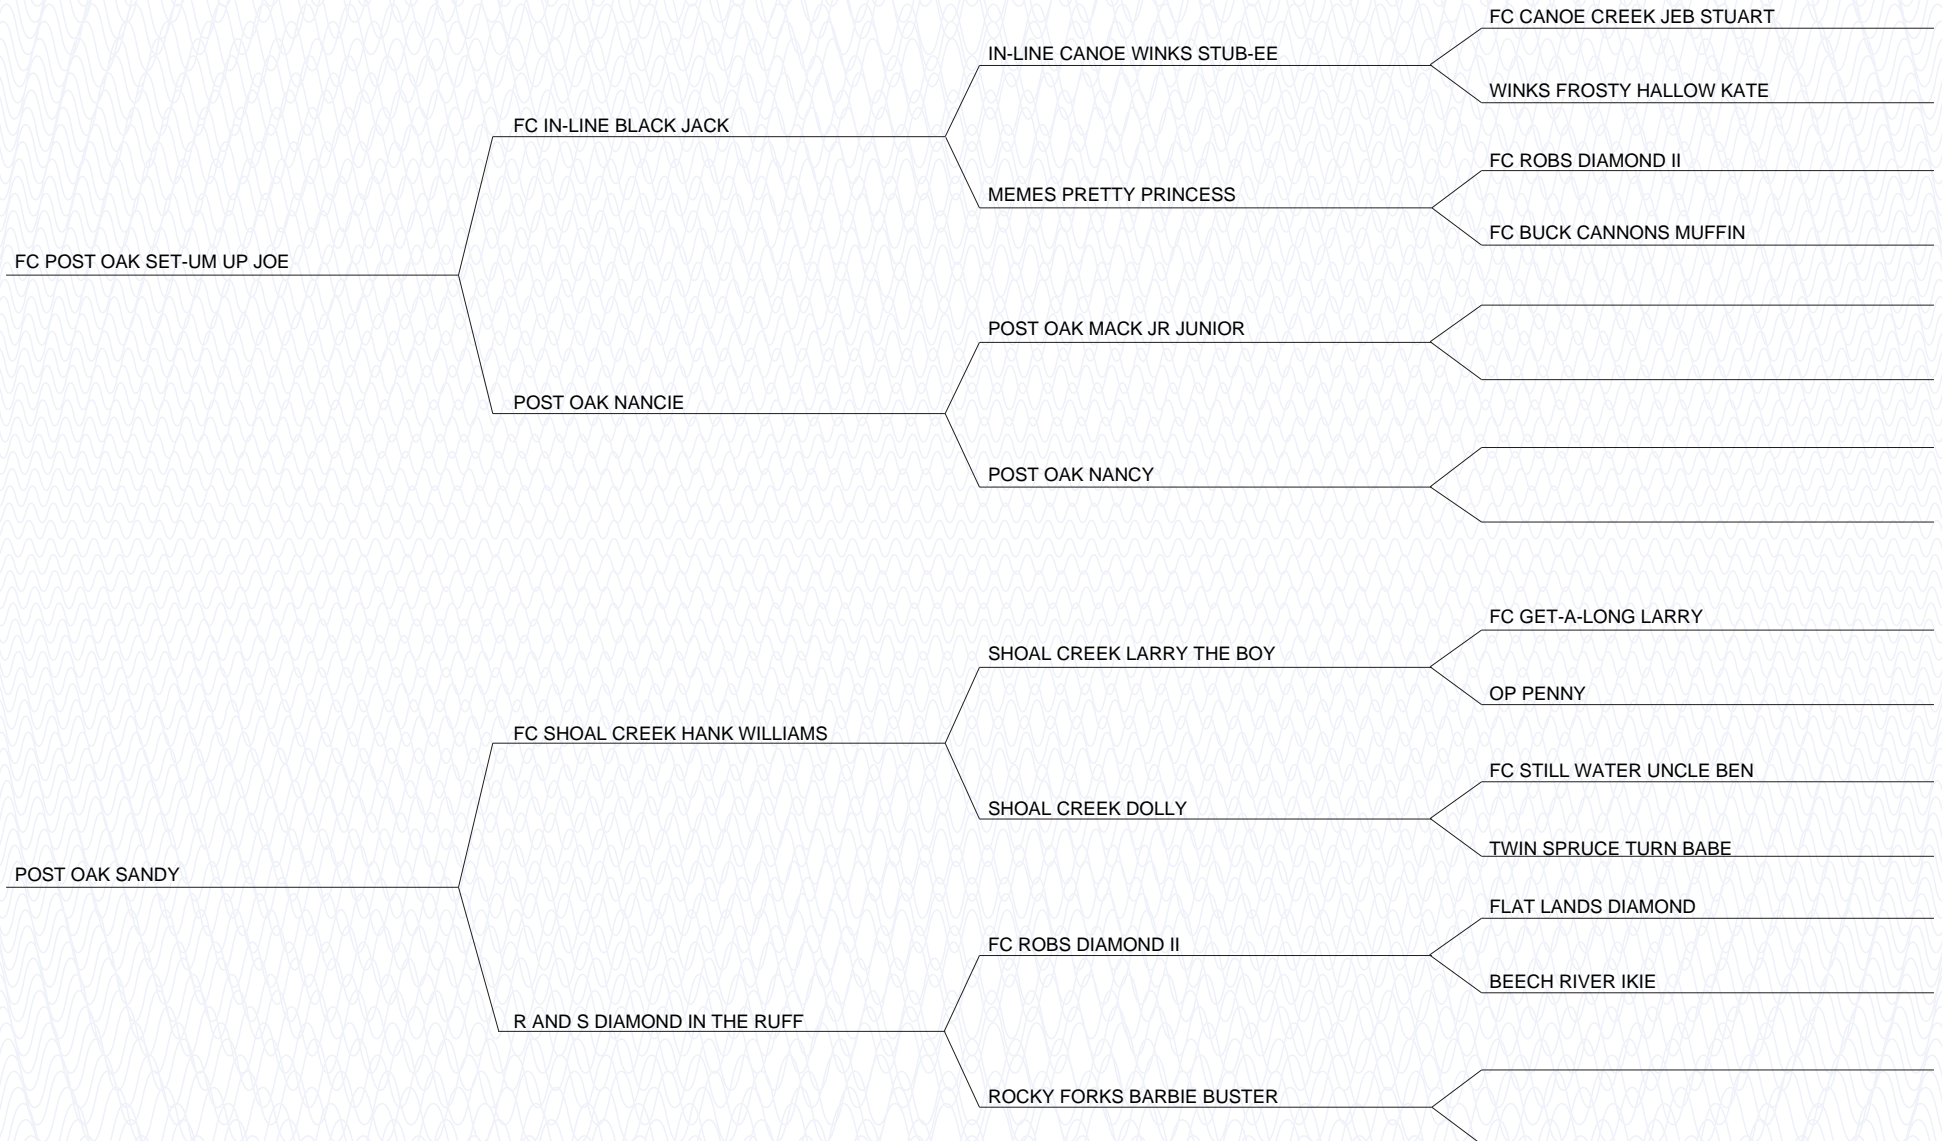 FC CANOE CREEK JEB STUART
IN-LINE CANOE WINKS STUB-EE
WINKS FROSTY HALLOW KATE
FC IN-LINE BLACK JACK
FC ROBS DIAMOND II
MEMES PRETTY PRINCESS
FC BUCK CANNONS MUFFIN
FC POST OAK SET-UM UP JOE
POST OAK MACK JR JUNIOR
POST OAK NANCIE
POST OAK NANCY
FC GET-A-LONG LARRY
SHOAL CREEK LARRY THE BOY
OP PENNY
FC SHOAL CREEK HANK WILLIAMS
FC STILL WATER UNCLE BEN
SHOAL CREEK DOLLY
TWIN SPRUCE TURN BABE
POST OAK SANDY
FLAT LANDS DIAMOND
FC ROBS DIAMOND II
BEECH RIVER IKIE
R AND S DIAMOND IN THE RUFF
ROCKY FORKS BARBIE BUSTER